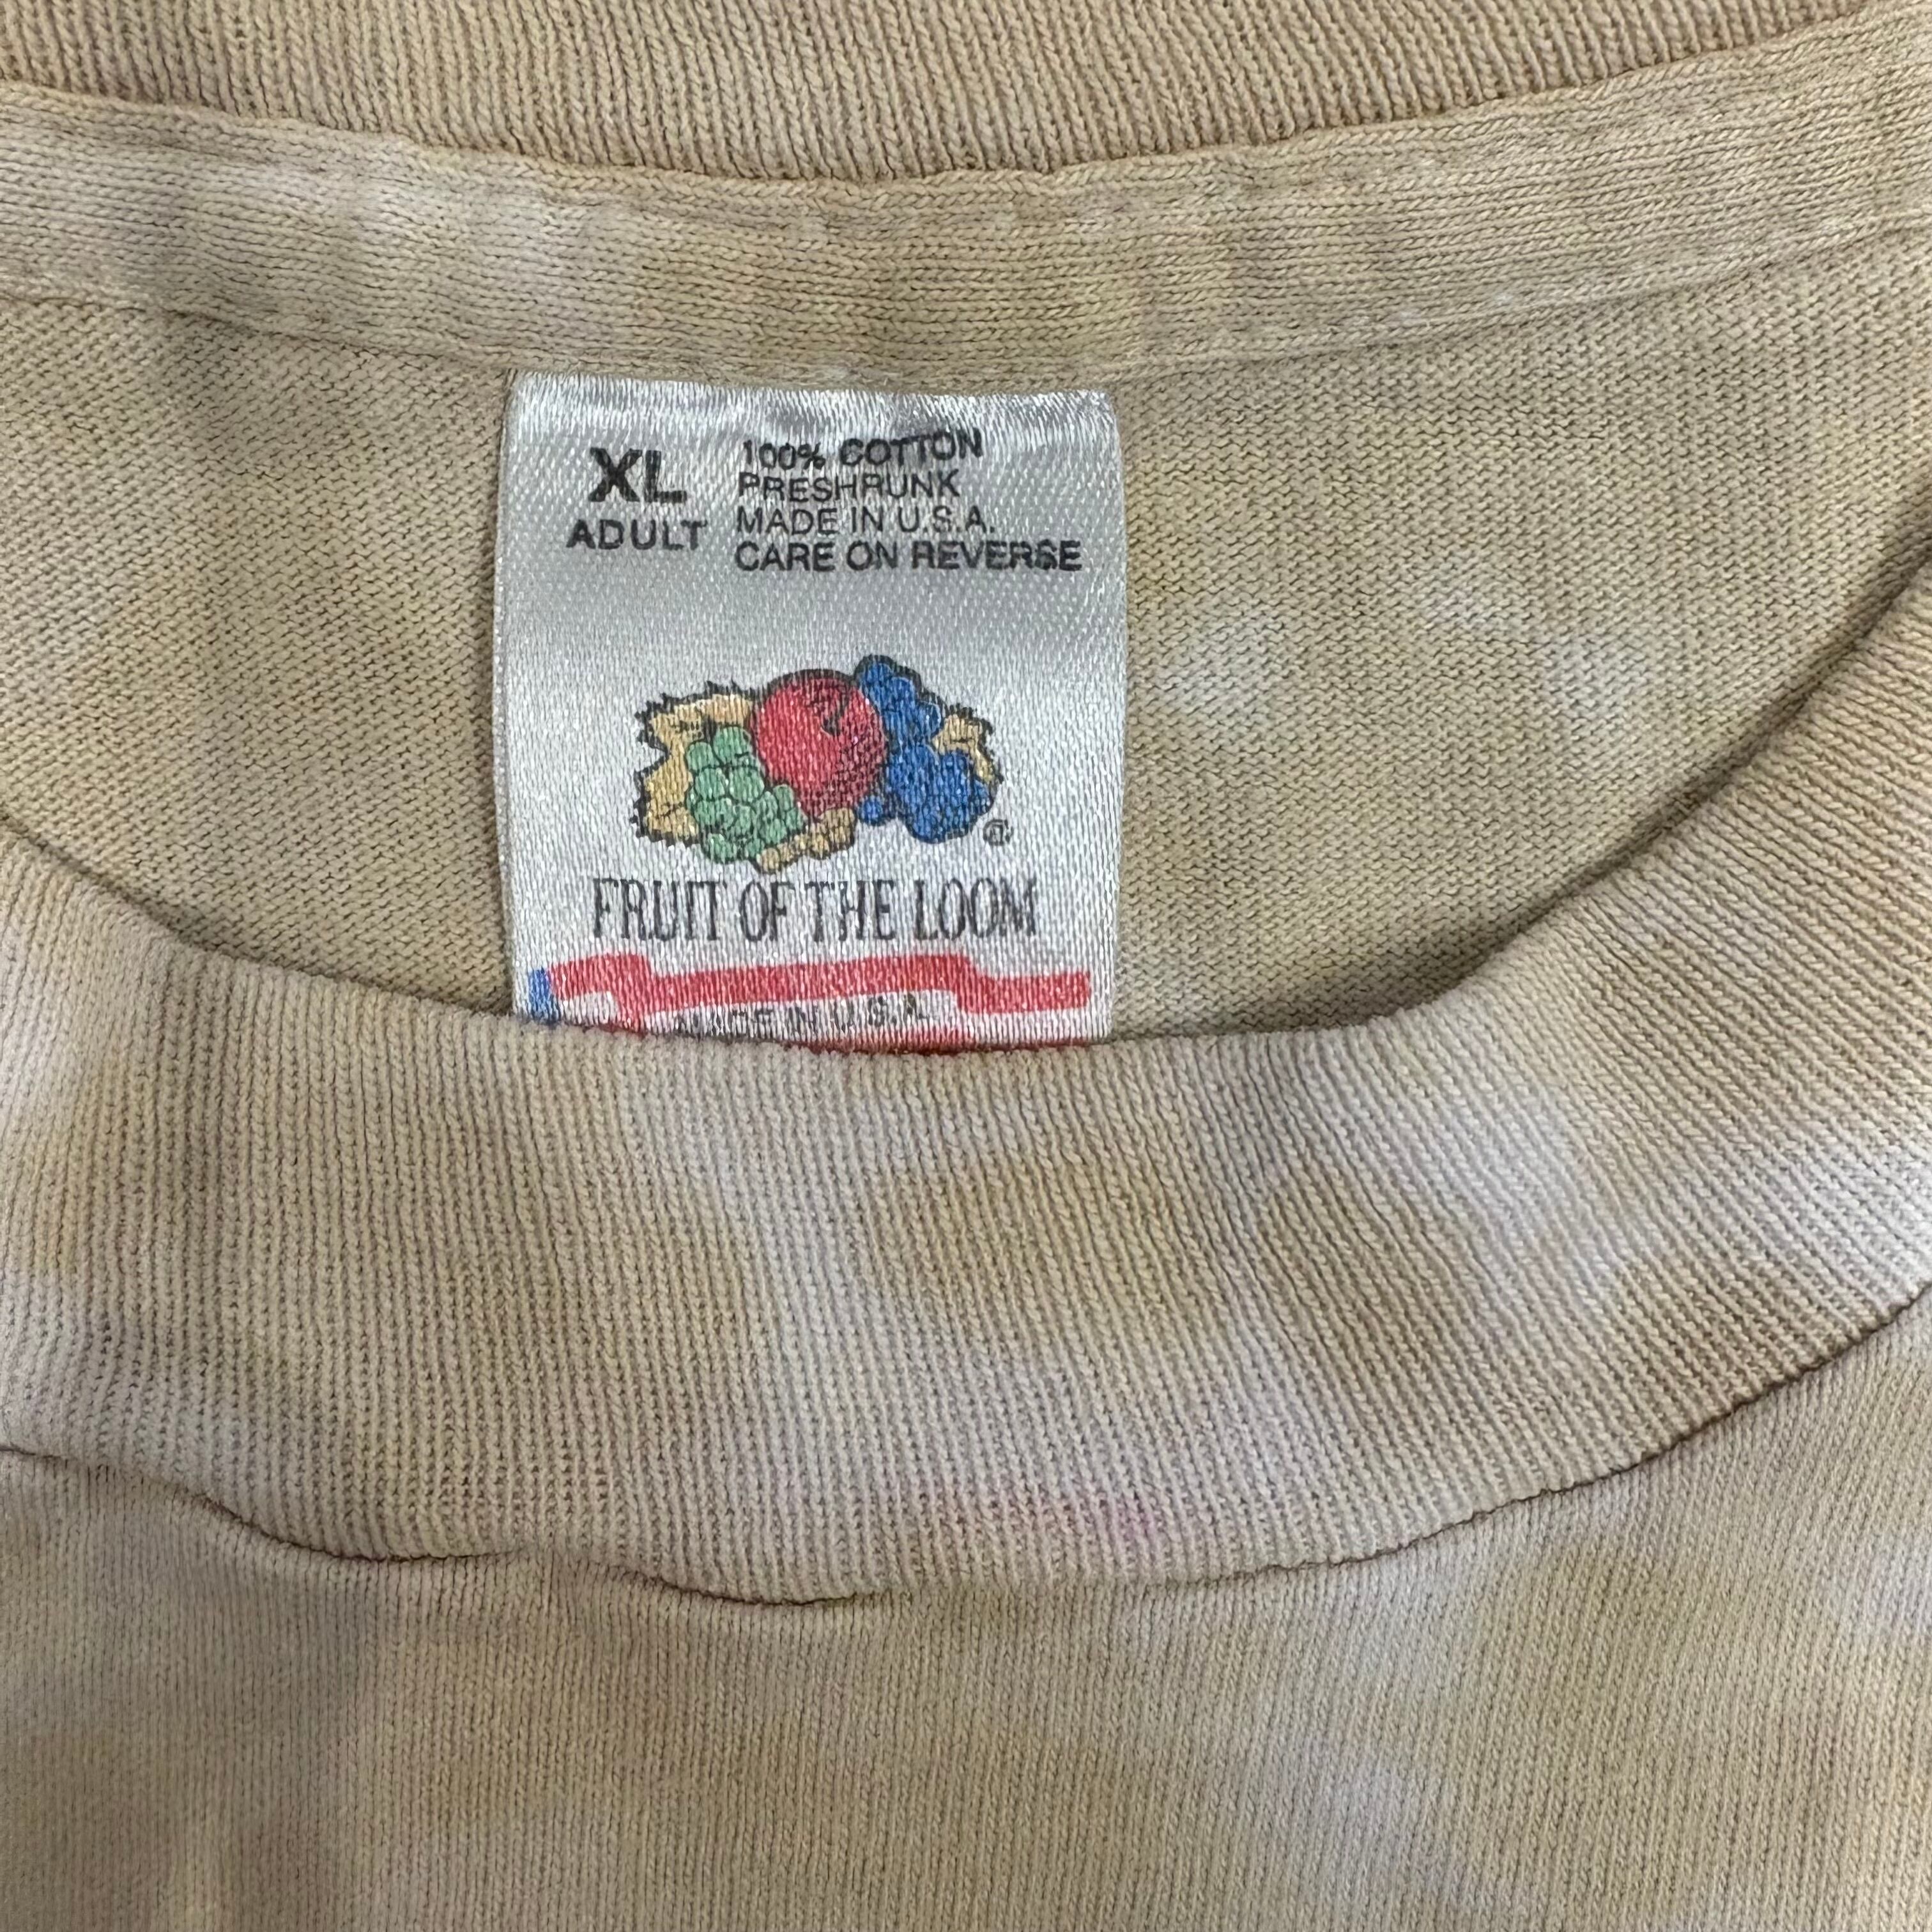 XL
ADULT
100% COTTON
PRESHRUNK
MADE IN U.S.A.
CARE ON REVERSE
®
FRUIT OF THE LOOM
MADE IN U.S.A.